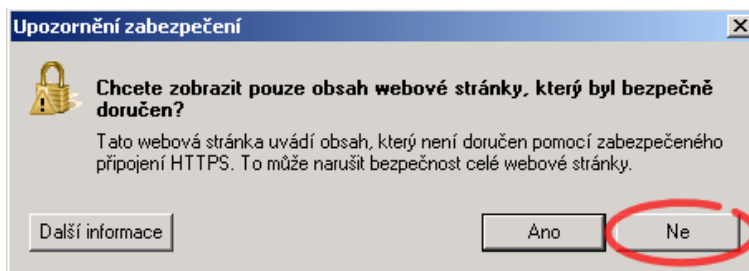 Upozornění zabezpečení
Chcete zobrazit pouze obsah webové stránky, který byl bezpečně
doručen?
Tato webová stránka uvádí obsah, který není doručen pomocí zabezpečeného
připojení HTTPS. To může narušit bezpečnost celé webové stránky.
Další informace
Ano
Ne